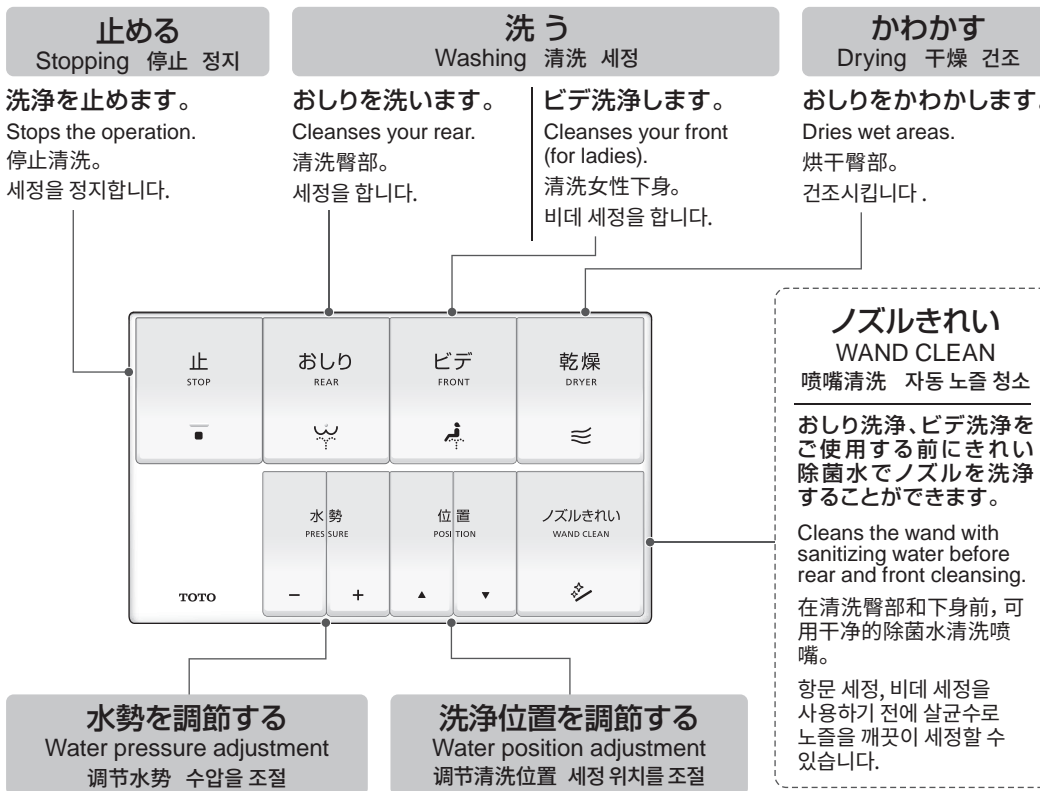 止める
Stopping 停止 정지
洗浄を止めます。
Stops the operation.
停止清洗。
세정을 정지합니다.
洗 う
Washing 清洗 세정
おしりを洗います。
Cleanses your rear.
清洗臀部。
세정을 합니다.
ビデ洗浄します。
Cleanses your front
(for ladies).
清洗女性下身。
비데 세정을 합니다.
かわかす
Drying 干燥 건조
おしりをかわかします。
Dries wet areas.
烘干臀部。
건조시킵니다 .
止
STOP
おしり
REAR
ビデ
FRONT
乾燥
DRYER
水勢
PRESSURE
− +
位置
POSITION
▲ ▼
ノズルきれい
WAND CLEAN
TOTO
ノズルきれい
WAND CLEAN
喷嘴清洗 자동 노즐 청소
おしり洗浄、ビデ洗浄を
ご使用する前にきれい
除菌水でノズルを洗浄
することができます。
Cleans the wand with
sanitizing water before
rear and front cleansing.
在清洗臀部和下身前, 可
用干净的除菌水清洗喷
嘴。
항문 세정, 비데 세정을
사용하기 전에 살균수로
노즐을 깨끗이 세정할 수
있습니다.
水勢を調節する
Water pressure adjustment
调节水势 수압을 조절
洗浄位置を調節する
Water position adjustment
调节清洗位置 세정 위치를 조절